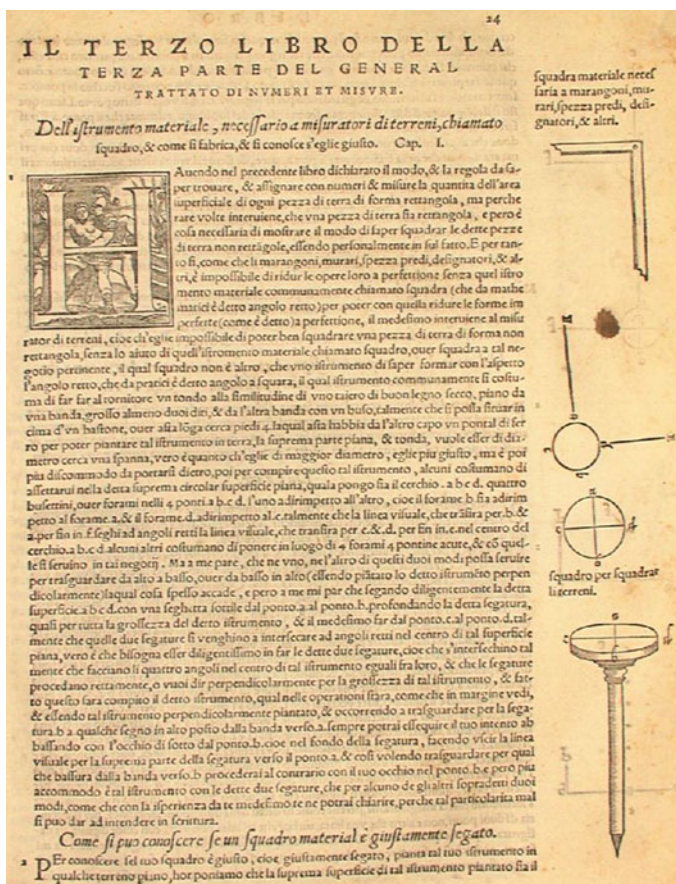 24
IL TERZO LIBRO DELLA
TERZA PARTE DEL GENERAL
TRATTATO DI NVMERI ET MISVRE.
Dell'istrumento materiale, necessario a misuratori di terreni, chiamato
squadro, & come si fabrica, & si conosce s'eglie giusto. Cap. I.
1
HAuendo nel precedente libro dichiarato il modo, & la regola da sa-
per trouare, & assignare con numeri & misure la quantita dell'area
superficiale di ogni pezza di terra di forma rettangola, ma perche
rare volte interuiene, che vna pezza di terra sia rettangola, e pero è
cosa necessaria di mostrare il modo di saper squadrar le dette pezze
di terra non retãgole, essendo personalmente in sul fatto. E per tan-
to si, come che li marangoni, murari, spezza predi, designatori, & al-
tri, è impossibile di ridur le opere loro a perfettione senza quel istro
mento materiale communamente chiamato squadra (che da mathe
matici è detto angolo retto) per poter con quella ridure le forme im
perfette (come è detto) a perfettione, il medesimo interuiene al misu
rator di terreni, cioe ch'eglie impossibile di poter ben squadrare vna pezza di terra di forma non
rettangola, senza lo aiuto di quell'istromento materiale chiamato squadro, ouer squadra a tal ne-
gocio pertinente, il qual squadro non è altro, che vno istrumento di saper formar con l'aspetto
l'angolo retto, che da pratici è detto angolo a squara, il qual istrumento communamente si costu-
ma di far far al tornitore vn tondo alla similitudine di vno taiero di buon legno secco, piano da
vna banda, grosso almeno duoi diti, & da l'altra banda con vn buso, talmente che si possa situar in
cima d'vn bastone, ouer asta lõga cerca piedi 4. laqual asta habbia da l'altro capo vn pontal di fer
ro per poter piantar tal istrumento in terra, la suprema parte piana, & tonda, vuole esser di dia-
metro cerca vna spanna, vero è quanto ch'eglie di maggior diametro, eglie piu giusto, ma è poi
piu discommodo da portarsi dietro, poi per compire questo tal istrumento, alcuni costumano di
assettarui nella detta suprema circolar superficie piana, quala pongo sia il cerchio. a b c d. quattro
busettini, ouer forami nelli 4 ponti a. b. c. d. l'uno adirimpetto all'altro, cioe il forame. b. sia adirim
petto al forame. a. & il forame. d. adirimpetto al. c. talmente che la linea visuale, che trãsira per. b. &
a. per fin in. f. seghi ad angoli retti la linea visuale, che transira per. c. &. d. per fin in. e. nel centro del
cerchio. a b c d. alcuni altri costumano di ponere in luogo di 4 forami 4 pontine acute, & cõ quel-
le si seruino in tai negotij. Ma a me pare, che ne vno, ne l'altro di questi duoi modi possa seruire
per trasguardare da alto a basso, ouer da basso in alto (essendo piãtato lo detto istrumẽto perpen
dicolarmente) laqual cosa spesso accade, e pero a me mi par che segando diligentemente la detta
superficie. a b c d. con vna seghetta sottile dal ponto. a. al ponto. b. profondando la detta segatura,
quasi per tutta la grossezza del detto istrumento, & il medesimo far dal ponto. c. al ponto. d. tal-
mente che quelle due segature si venghino a intersecare ad angoli retti nel centro di tal superficie
piana, vero è che bisogna esser diligentissimo in far le dette due segature, cioe che s'intersechino tal
mente che facciano li quattro angoli nel centro di tal istrumento eguali fra loro, & che le segature
procedano rettamente, o vuoi dir perpendicolarmente per la grossezza di tal istrumento, & fat-
to questo sara compito il detto istrumento, qual nelle operationi stara, come che in margine vedi,
& essendo tal istrumento perpendicolarmente piantato, & occorrendo a trasguardar per la sega-
tura. b a qualche segno in alto posto dalla banda verso. a. sempre potrai essequire il tuo intento ab
bassando con l'occhio di sotto dal ponto. b. cioe nel fondo della segatura, facendo vscir la linea
visuale per la suprema parte della segatura verso il ponto. a. & cosi volendo trasguardare per qual
che bassura dalla banda verso. b procederai al contrario con il tuo occhio nel ponto. b. e pero piu
accommodo è tal istrumento con le dette due segature, che per alcuno de gli altri sopradetti duoi
modi, come che con la isperienza da te medesimo te ne potrai chiarire, perche tal particolarita mal
si puo dar ad intendere in scrittura.
Come si puo conoscere se un squadro material è giustamente segato.
2
PEr conoscere sel tuo squadro è giusto, cioe giustamente segato, pianta tal tuo istrumento in
qualche terreno piano, hor poniamo che la suprema superficie di tal istrumento piantato sia il
squadra materiale necess
saria a marangoni, mu-
rari, spezza predi, desi-
gnatori, & altri.
squadro per squadrar
li terreni.